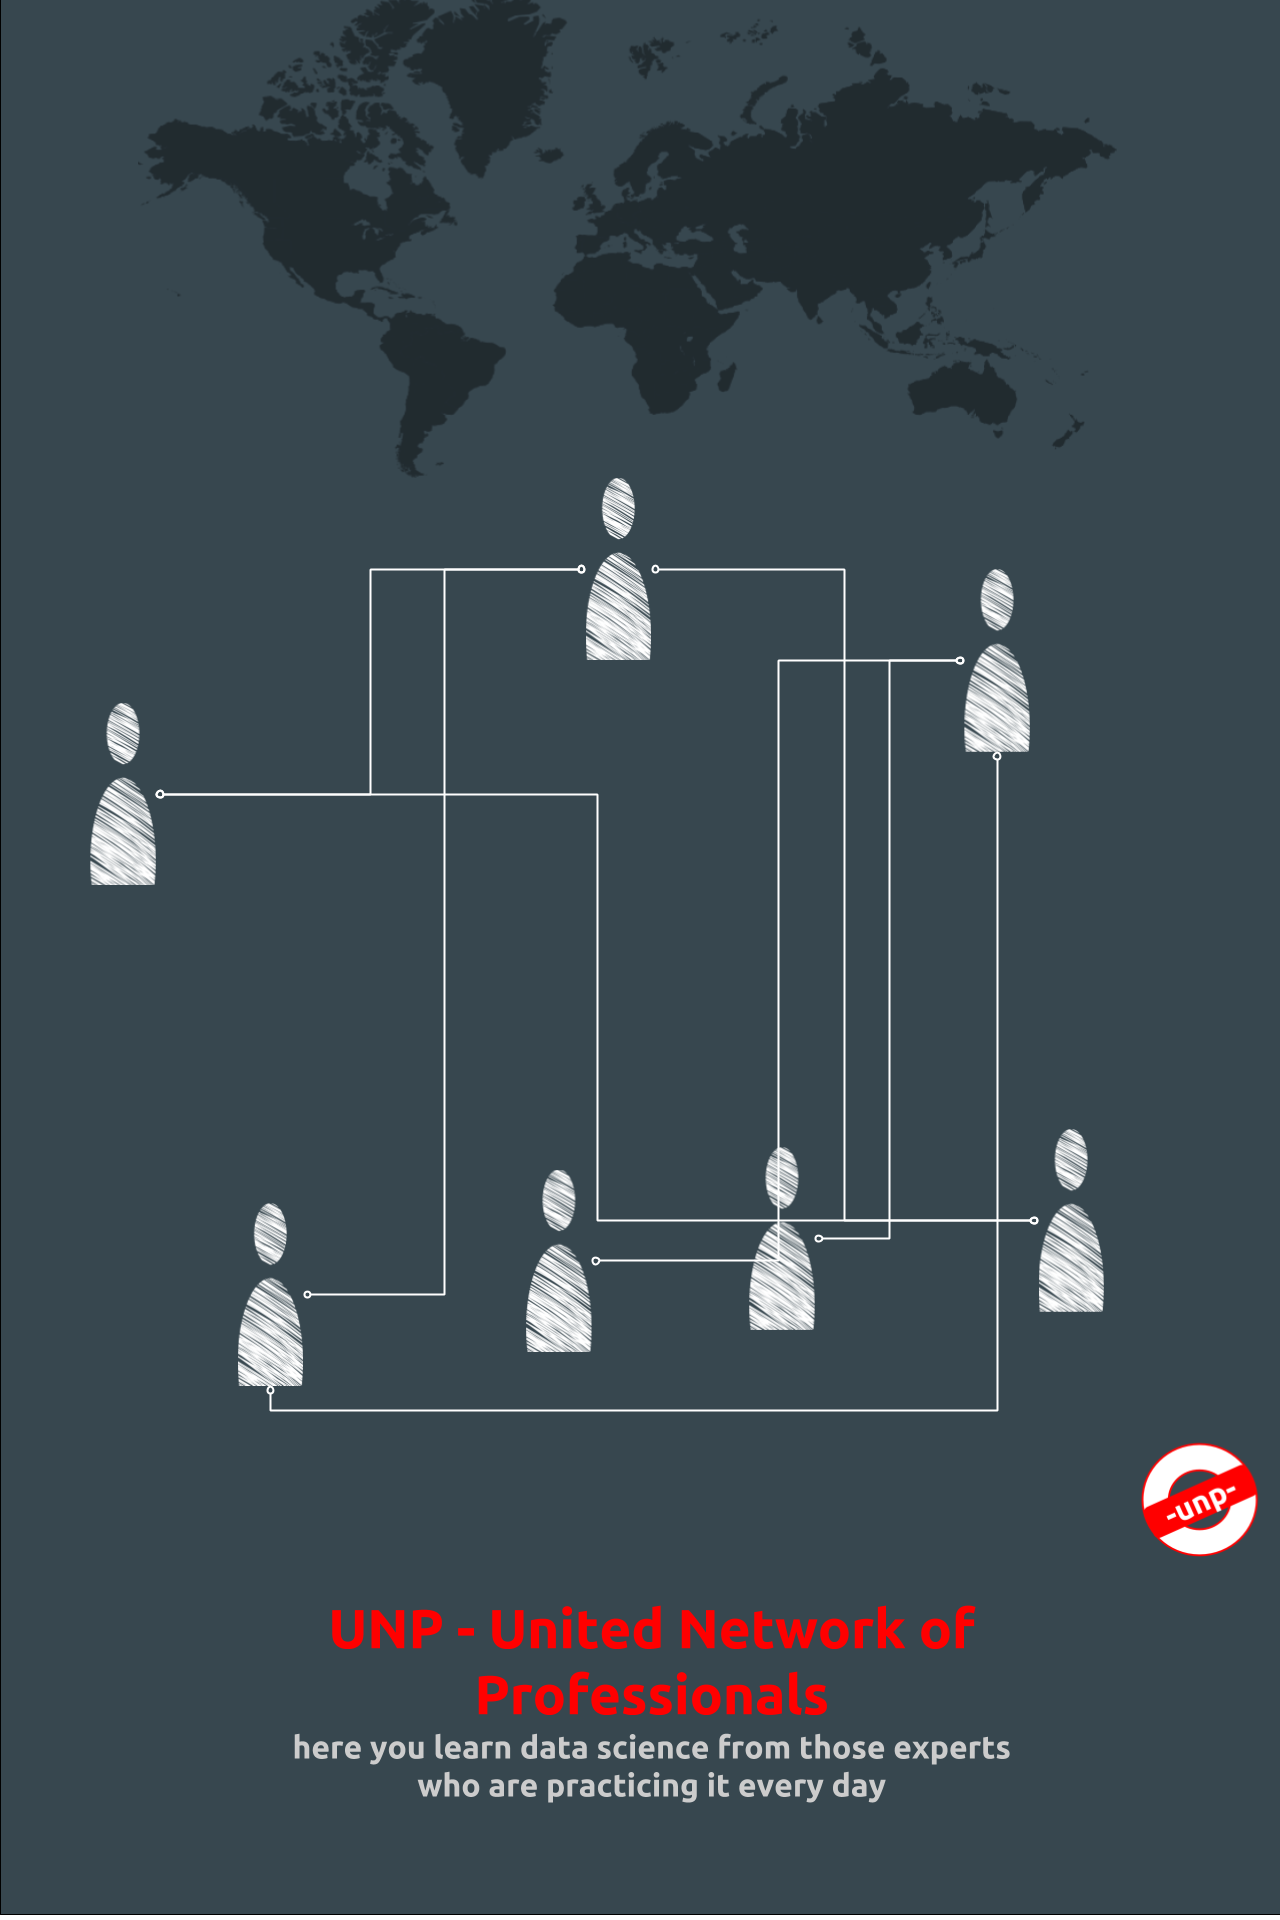 -unp-
UNP - United Network of
Professionals
here you learn data science from those experts
who are practicing it every day